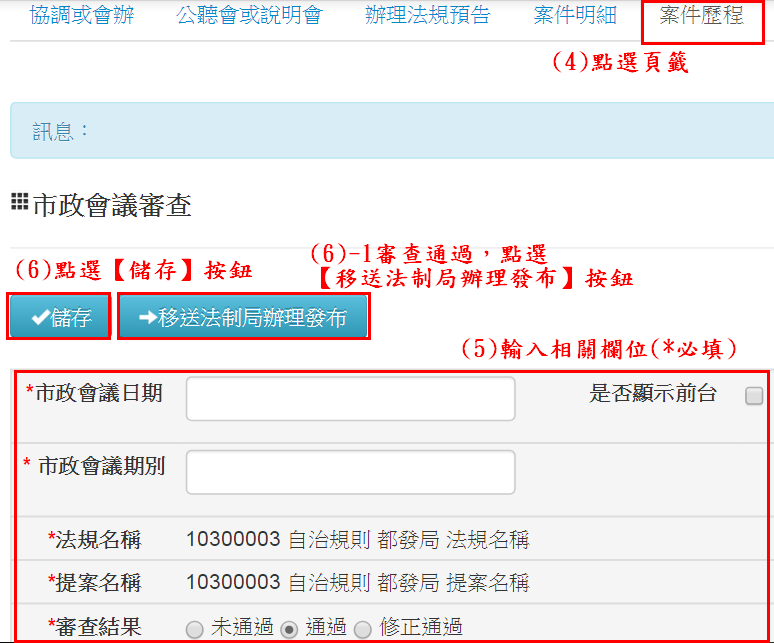 協調或會辦 公聽會或說明會 辦理法規預告 案件明細 案件歷程
(4)點選頁籤
訊息：
市政會議審查
(6)點選【儲存】按鈕
(6)-1審查通過，點選
【移送法制局辦理發布】按鈕
儲存 移送法制局辦理發布
(5)輸入相關欄位(*必填)
*市政會議日期 是否顯示前台
* 市政會議期別
*法規名稱 10300003 自治規則 都發局 法規名稱
*提案名稱 10300003 自治規則 都發局 提案名稱
*審查結果 未通過 通過 修正通過